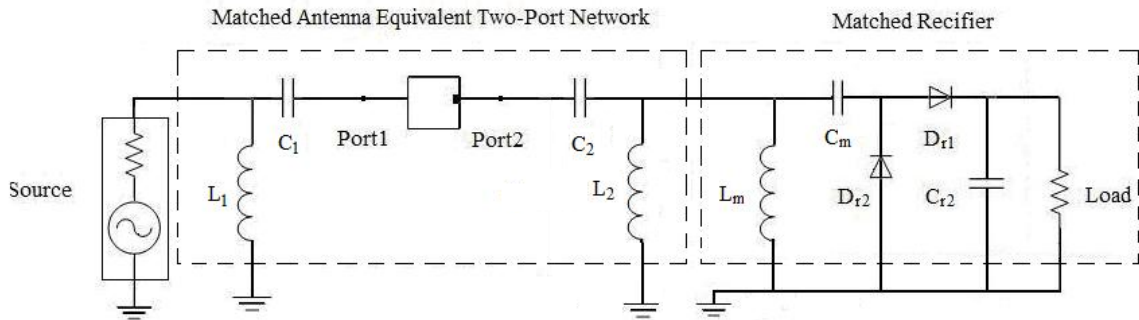 Matched Antenna Equivalent Two-Port Network
Matched Recifier
C1
Port1
Port2
C2
Cm
Dr1
Source
L1
L2
Lm
Dr2
Cr2
Load